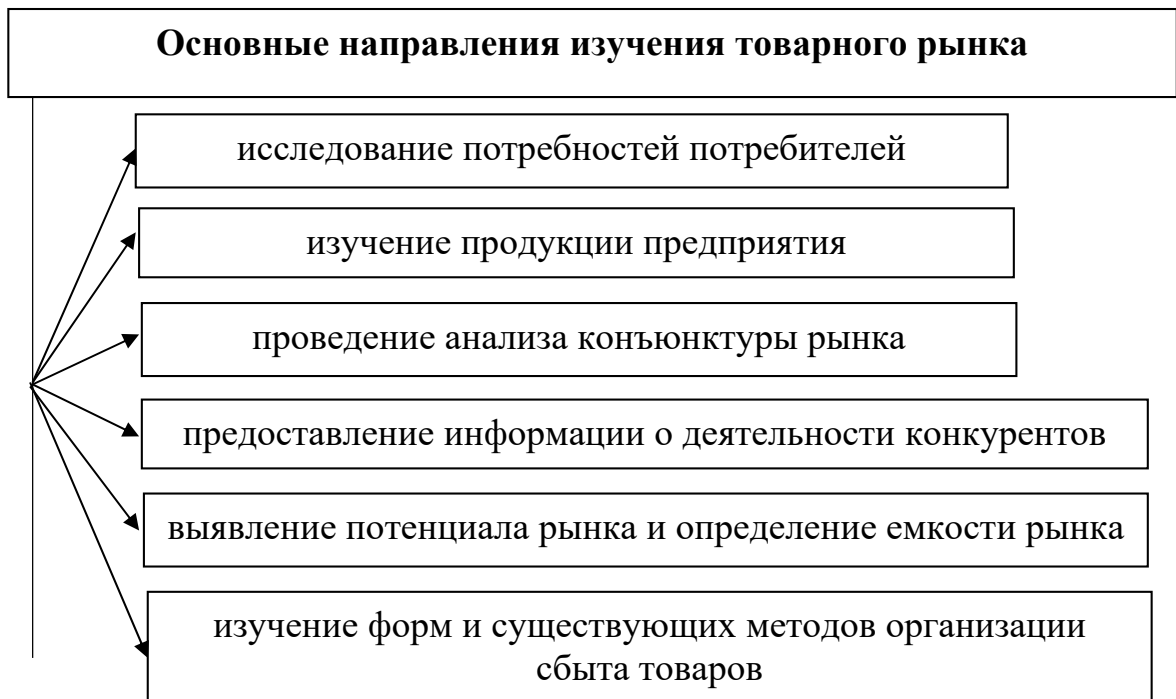 Основные направления изучения товарного рынка
исследование потребностей потребителей
изучение продукции предприятия
проведение анализа конъюнктуры рынка
предоставление информации о деятельности конкурентов
выявление потенциала рынка и определение емкости рынка
изучение форм и существующих методов организации
сбыта товаров